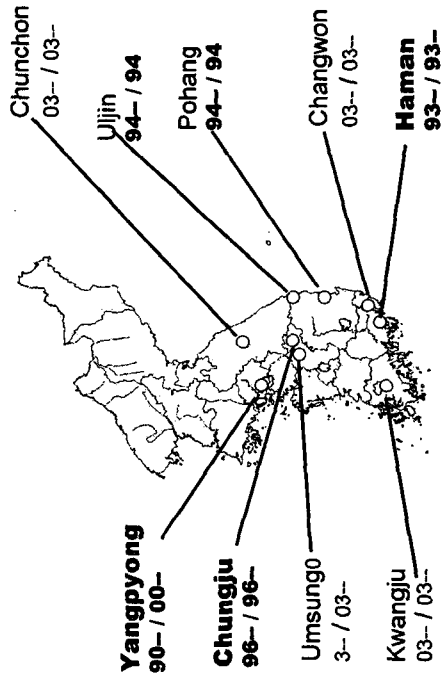 Chunchon
03-- / 03--
Uljin
94-- / 94
Pohang
94-- / 94
Changwon
03-- / 03--
Haman
93-- / 93--
Yangpyong
90-- / 00--
Chungju
96-- / 96--
Umsungo
3-- / 03--
Kwangju
03-- / 03--